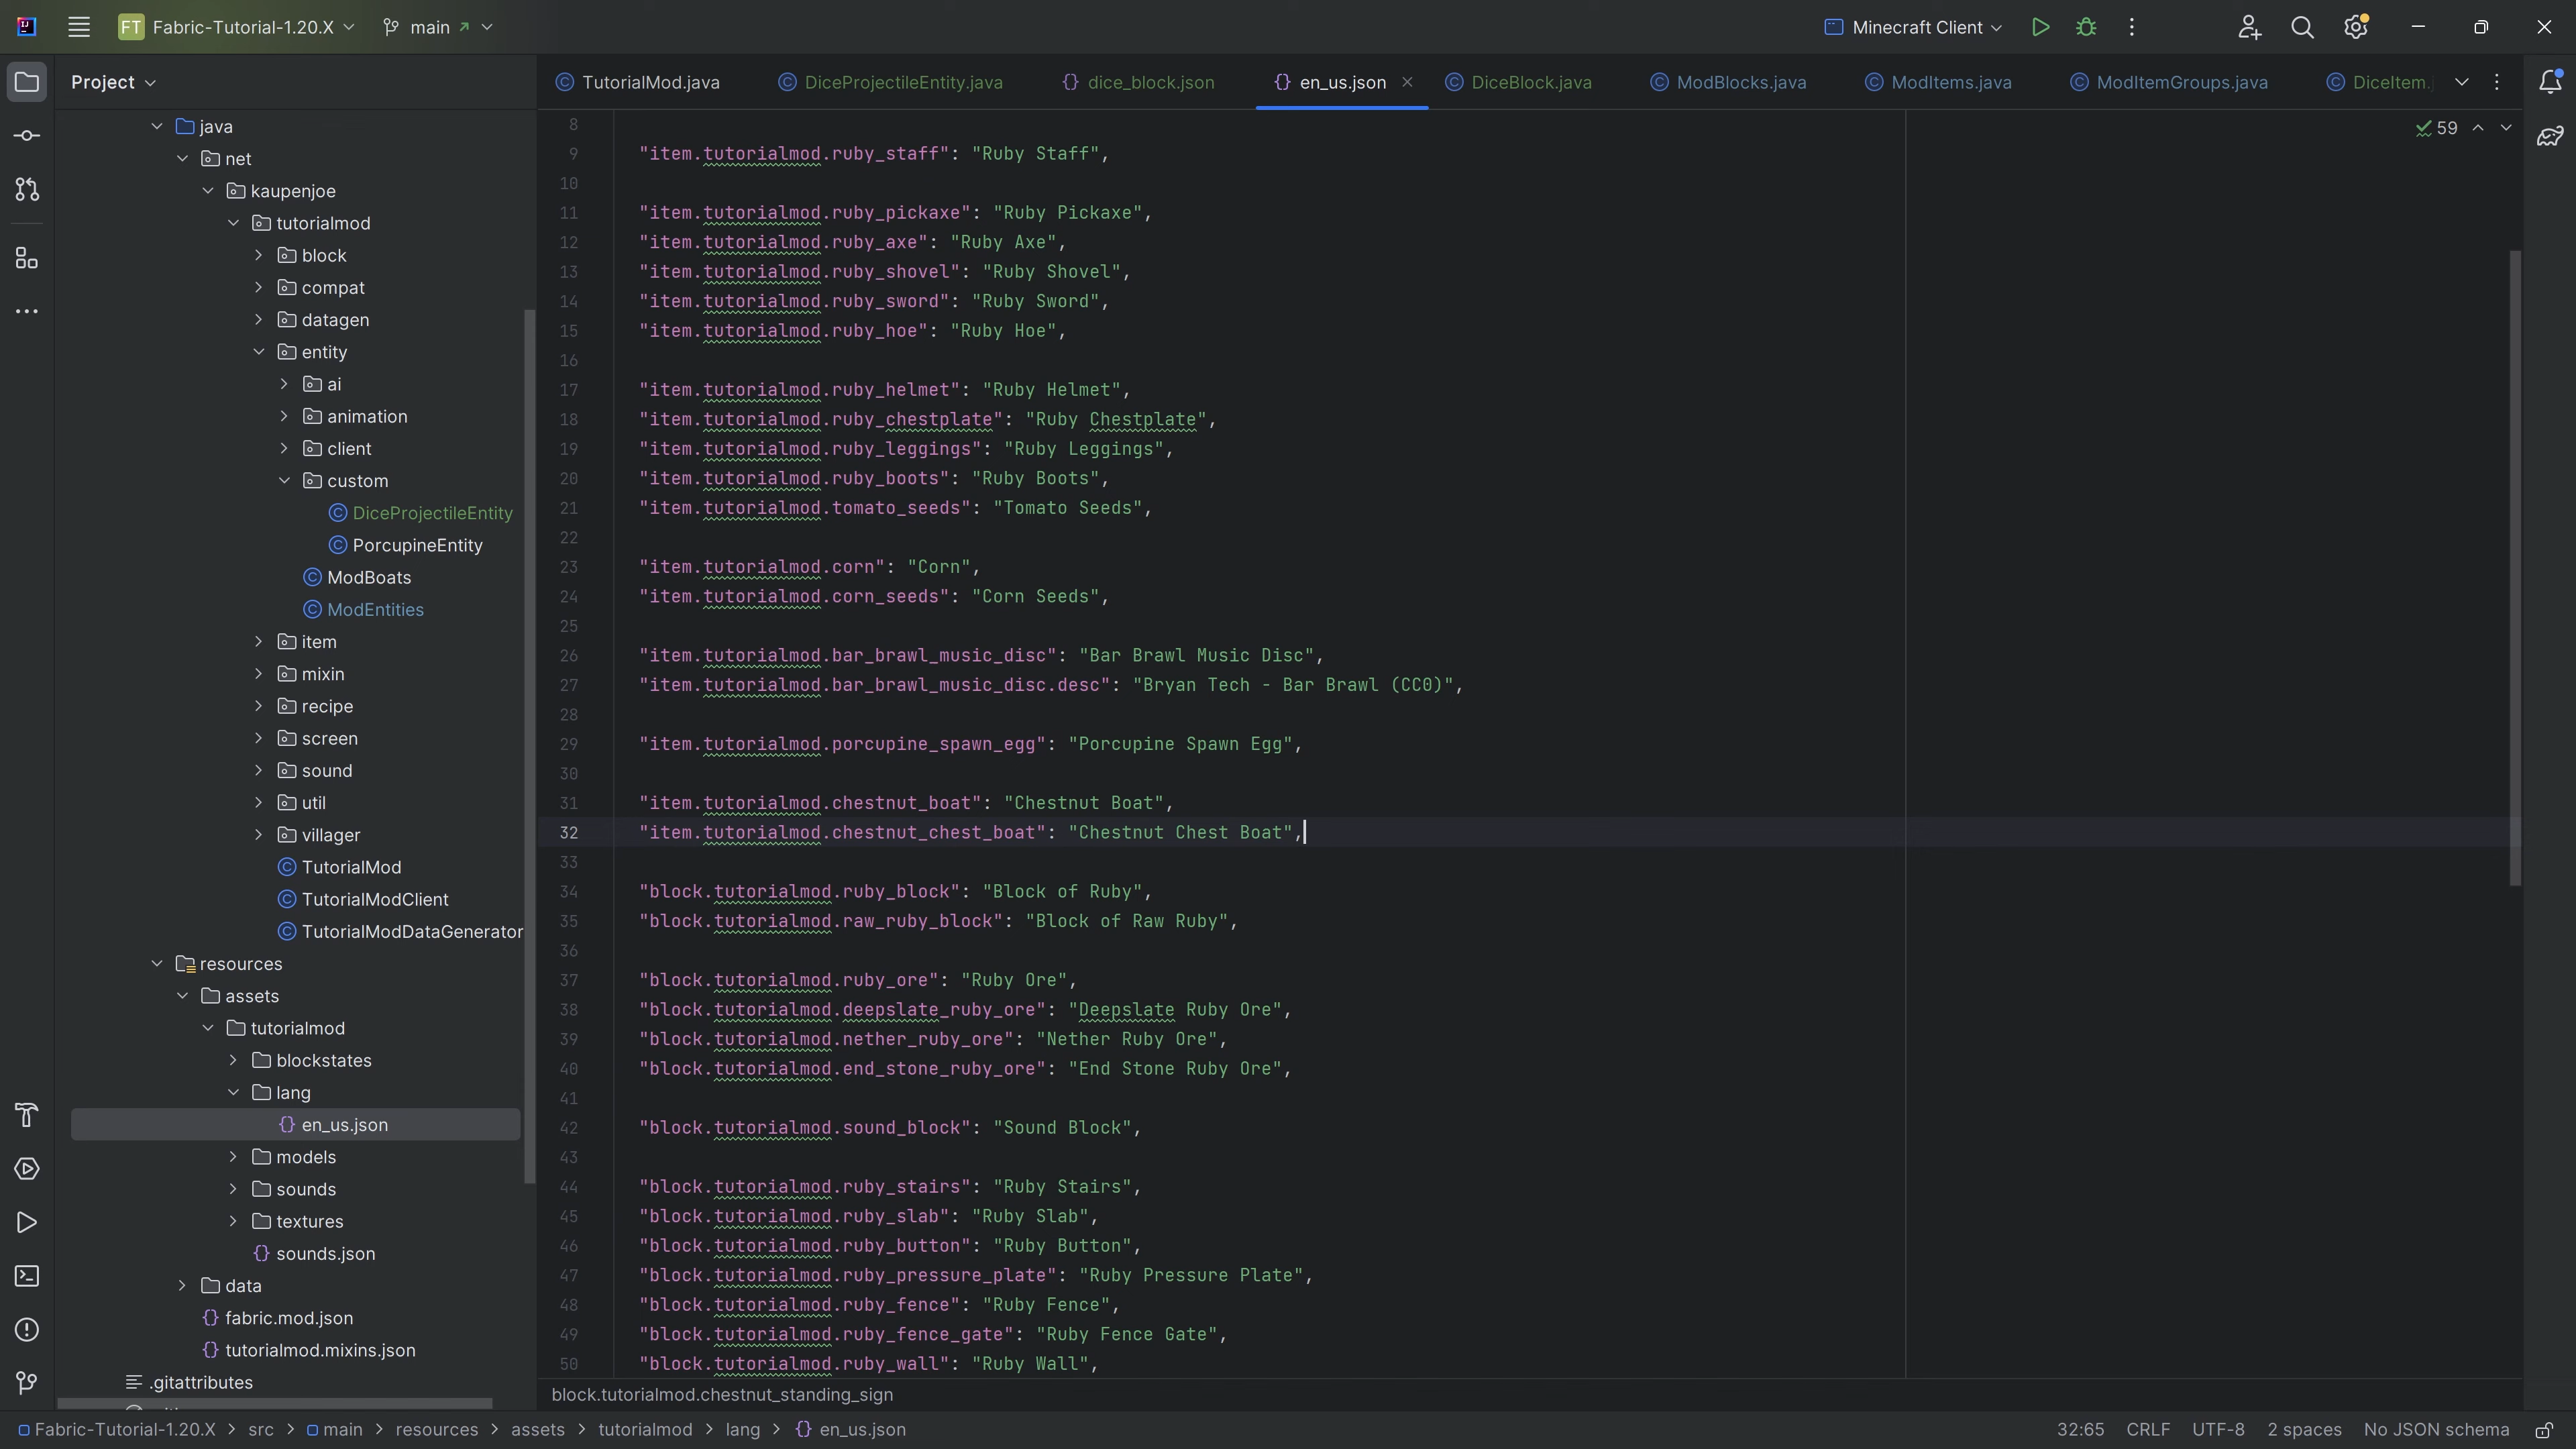 FT Fabric-Tutorial-1.20.X main Minecraft Client
Project
TutorialMod.java DiceProjectileEntity.java dice_block.json en_us.json DiceBlock.java ModBlocks.java ModItems.java ModItemGroups.java DiceItem.
java
net
kaupenjoe
tutorialmod
block
compat
datagen
entity
ai
animation
client
custom
DiceProjectileEntity
PorcupineEntity
ModBoats
ModEntities
item
mixin
recipe
screen
sound
util
villager
TutorialMod
TutorialModClient
TutorialModDataGenerator
resources
assets
tutorialmod
blockstates
lang
en_us.json
models
sounds
textures
sounds.json
data
fabric.mod.json
tutorialmod.mixins.json
.gitattributes
59
8
9 "item.tutorialmod.ruby_staff": "Ruby Staff",
10
11 "item.tutorialmod.ruby_pickaxe": "Ruby Pickaxe",
12 "item.tutorialmod.ruby_axe": "Ruby Axe",
13 "item.tutorialmod.ruby_shovel": "Ruby Shovel",
14 "item.tutorialmod.ruby_sword": "Ruby Sword",
15 "item.tutorialmod.ruby_hoe": "Ruby Hoe",
16
17 "item.tutorialmod.ruby_helmet": "Ruby Helmet",
18 "item.tutorialmod.ruby_chestplate": "Ruby Chestplate",
19 "item.tutorialmod.ruby_leggings": "Ruby Leggings",
20 "item.tutorialmod.ruby_boots": "Ruby Boots",
21 "item.tutorialmod.tomato_seeds": "Tomato Seeds",
22
23 "item.tutorialmod.corn": "Corn",
24 "item.tutorialmod.corn_seeds": "Corn Seeds",
25
26 "item.tutorialmod.bar_brawl_music_disc": "Bar Brawl Music Disc",
27 "item.tutorialmod.bar_brawl_music_disc.desc": "Bryan Tech - Bar Brawl (CC0)",
28
29 "item.tutorialmod.porcupine_spawn_egg": "Porcupine Spawn Egg",
30
31 "item.tutorialmod.chestnut_boat": "Chestnut Boat",
32 "item.tutorialmod.chestnut_chest_boat": "Chestnut Chest Boat",
33
34 "block.tutorialmod.ruby_block": "Block of Ruby",
35 "block.tutorialmod.raw_ruby_block": "Block of Raw Ruby",
36
37 "block.tutorialmod.ruby_ore": "Ruby Ore",
38 "block.tutorialmod.deepslate_ruby_ore": "Deepslate Ruby Ore",
39 "block.tutorialmod.nether_ruby_ore": "Nether Ruby Ore",
40 "block.tutorialmod.end_stone_ruby_ore": "End Stone Ruby Ore",
41
42 "block.tutorialmod.sound_block": "Sound Block",
43
44 "block.tutorialmod.ruby_stairs": "Ruby Stairs",
45 "block.tutorialmod.ruby_slab": "Ruby Slab",
46 "block.tutorialmod.ruby_button": "Ruby Button",
47 "block.tutorialmod.ruby_pressure_plate": "Ruby Pressure Plate",
48 "block.tutorialmod.ruby_fence": "Ruby Fence",
49 "block.tutorialmod.ruby_fence_gate": "Ruby Fence Gate",
50 "block.tutorialmod.ruby_wall": "Ruby Wall",
block.tutorialmod.chestnut_standing_sign
Fabric-Tutorial-1.20.X > src > main > resources > assets > tutorialmod > lang > {} en_us.json 32:65 CRLF UTF-8 2 spaces No JSON schema